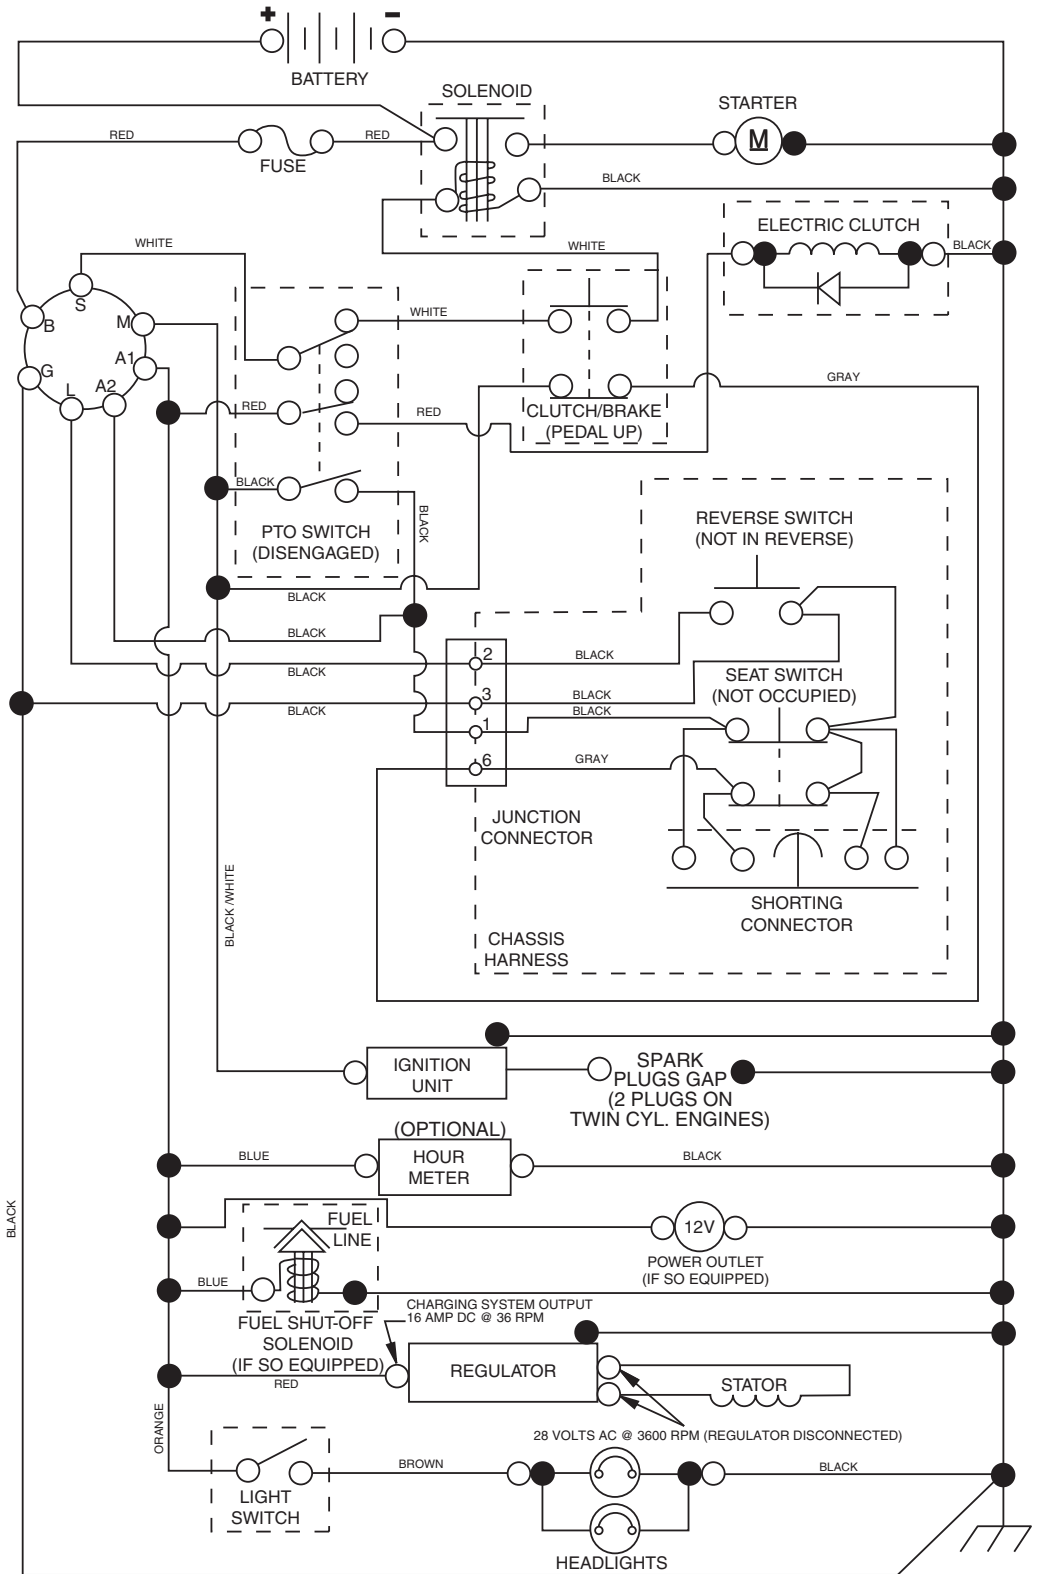 + -
BATTERY
SOLENOID
STARTER
M
RED
FUSE
RED
BLACK
ELECTRIC CLUTCH
BLACK
WHITE
WHITE
S
B
M
G
A1
L
A2
WHITE
RED
RED
CLUTCH/BRAKE
(PEDAL UP)
GRAY
BLACK
PTO SWITCH
(DISENGAGED)
BLACK
BLACK
REVERSE SWITCH
(NOT IN REVERSE)
BLACK
BLACK
BLACK
2
BLACK
3
BLACK
1
BLACK
6
GRAY
SEAT SWITCH
(NOT OCCUPIED)
JUNCTION
CONNECTOR
SHORTING
CONNECTOR
CHASSIS
HARNESS
BLACK /WHITE
IGNITION
UNIT
SPARK
PLUGS GAP
(2 PLUGS ON
TWIN CYL. ENGINES)
(OPTIONAL)
HOUR
METER
BLUE
BLACK
BLACK
FUEL
LINE
12V
POWER OUTLET
(IF SO EQUIPPED)
BLUE
FUEL SHUT-OFF
SOLENOID
(IF SO EQUIPPED)
CHARGING SYSTEM OUTPUT
16 AMP DC @ 36 RPM
RED
REGULATOR
STATOR
28 VOLTS AC @ 3600 RPM (REGULATOR DISCONNECTED)
ORANGE
LIGHT
SWITCH
BROWN
BLACK
HEADLIGHTS